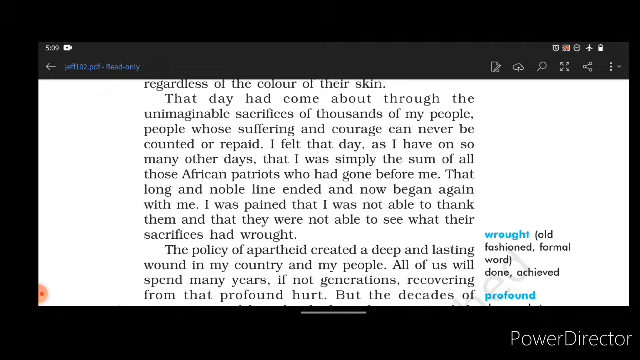 5:09
jeff102.pdf - Read-only
regardless of the colour of their skin.
That day had come about through the
unimaginable sacrifices of thousands of my people,
people whose suffering and courage can never be
counted or repaid. I felt that day, as I have on so
many other days, that I was simply the sum of all
those African patriots who had gone before me. That
long and noble line ended and now began again
with me. I was pained that I was not able to thank
them and that they were not able to see what their
sacrifices had wrought.
wrought (old
fashioned, formal
word)
done, achieved
The policy of apartheid created a deep and lasting
wound in my country and my people. All of us will
spend many years, if not generations, recovering
from that profound hurt. But the decades of
profound
PowerDirector